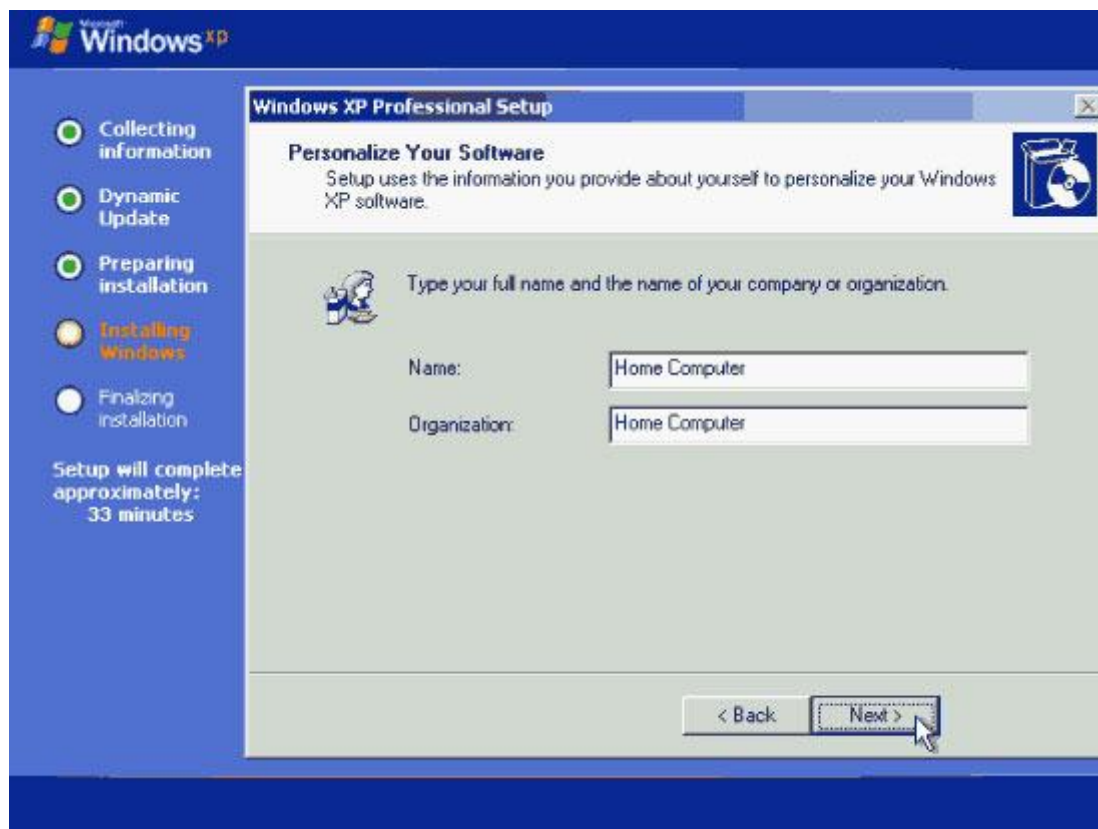 Microsoft
Windows xp
Collecting
information
Dynamic
Update
Preparing
installation
Installing
Windows
Finalizing
installation
Setup will complete
approximately:
33 minutes
Windows XP Professional Setup
Personalize Your Software
Setup uses the information you provide about yourself to personalize your Windows
XP software.
Type your full name and the name of your company or organization.
Name:
Home Computer
Organization:
Home Computer
< Back
Next >